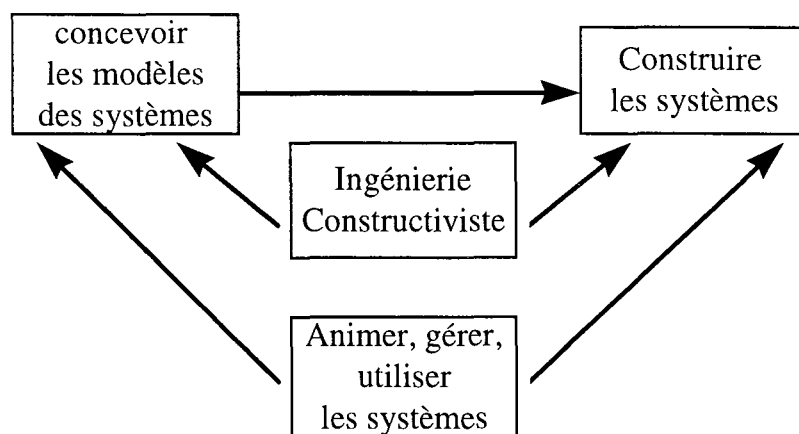 concevoir
les modèles
des systèmes
Construire
les systèmes
Ingénierie
Constructiviste
Animer, gérer,
utiliser
les systèmes